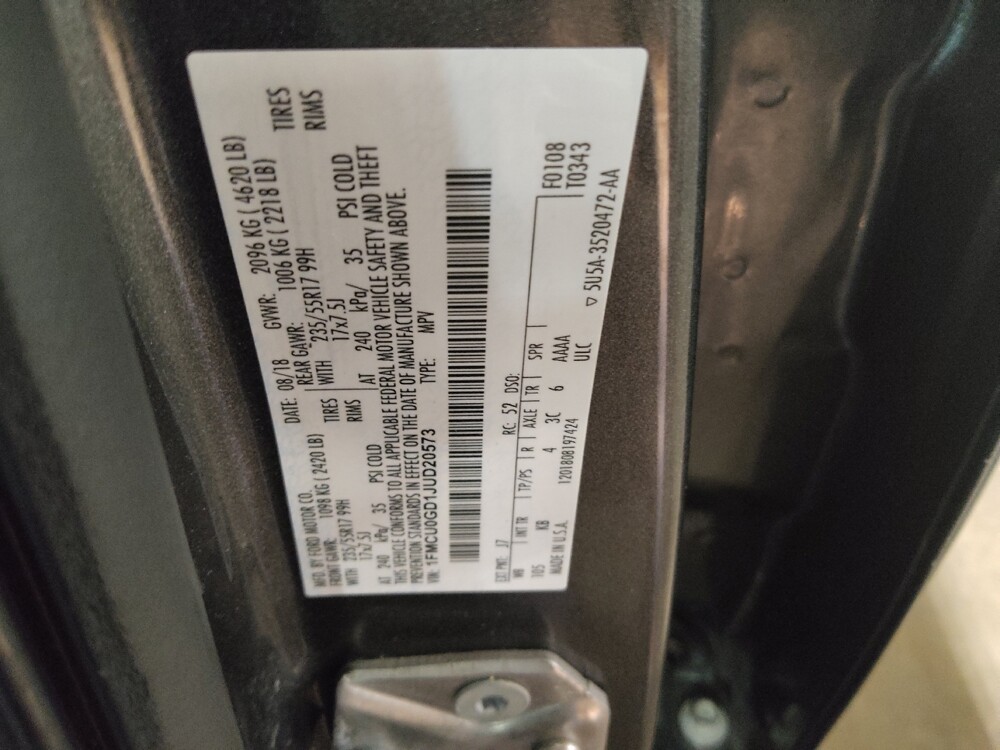 MFD. BY FORD MOTOR CO.
DATE: 08/18 GVWR: 2096 KG ( 4620 LB)
FRONT GAWR: 1098 KG ( 2420 LB)
REAR GAWR: 1006 KG ( 2218 LB)
WITH 235/55R17 99H TIRES
WITH 235/55R17 99H TIRES
17x7.5J RIMS
17x7.5J RIMS
AT 240 kPa/ 35 PSI COLD
AT 240 kPa/ 35 PSI COLD
THIS VEHICLE CONFORMS TO ALL APPLICABLE FEDERAL MOTOR VEHICLE SAFETY AND THEFT
PREVENTION STANDARDS IN EFFECT ON THE DATE OF MANUFACTURE SHOWN ABOVE.
VIN: 1FMCU0GD1JUD20573 TYPE: MPV
EXT PNT: J7 RC: 52 DSO: F0108
WB INT TR TP/PS R AXLE TR SPR T0343
105 KB 4 3C 6 AAAA
MADE IN U.S.A. 1201808197424 ULC
▽ 5U5A-3520472-AA